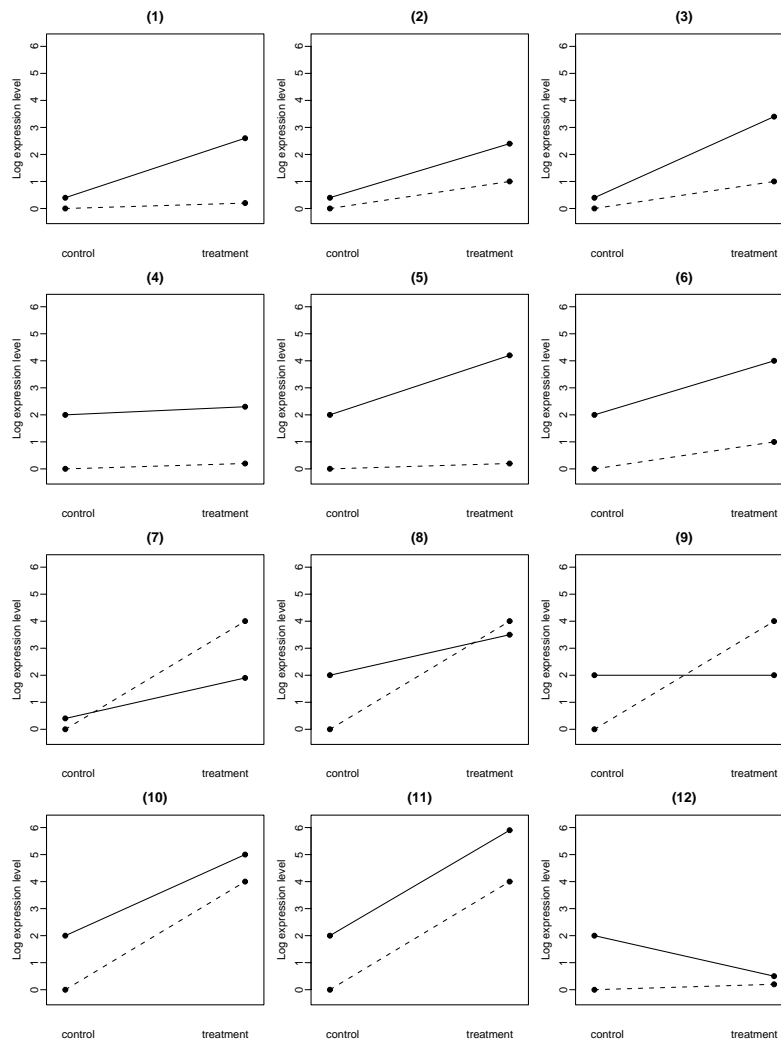 (1) (2) (3)
6 6 6
5 5 5
4 4 4
3 3 3
2 2 2
1 1 1
0 0 0
Log expression level Log expression level Log expression level
control treatment control treatment control treatment
(4) (5) (6)
6 6 6
5 5 5
4 4 4
3 3 3
2 2 2
1 1 1
0 0 0
Log expression level Log expression level Log expression level
control treatment control treatment control treatment
(7) (8) (9)
6 6 6
5 5 5
4 4 4
3 3 3
2 2 2
1 1 1
0 0 0
Log expression level Log expression level Log expression level
control treatment control treatment control treatment
(10) (11) (12)
6 6 6
5 5 5
4 4 4
3 3 3
2 2 2
1 1 1
0 0 0
Log expression level Log expression level Log expression level
control treatment control treatment control treatment